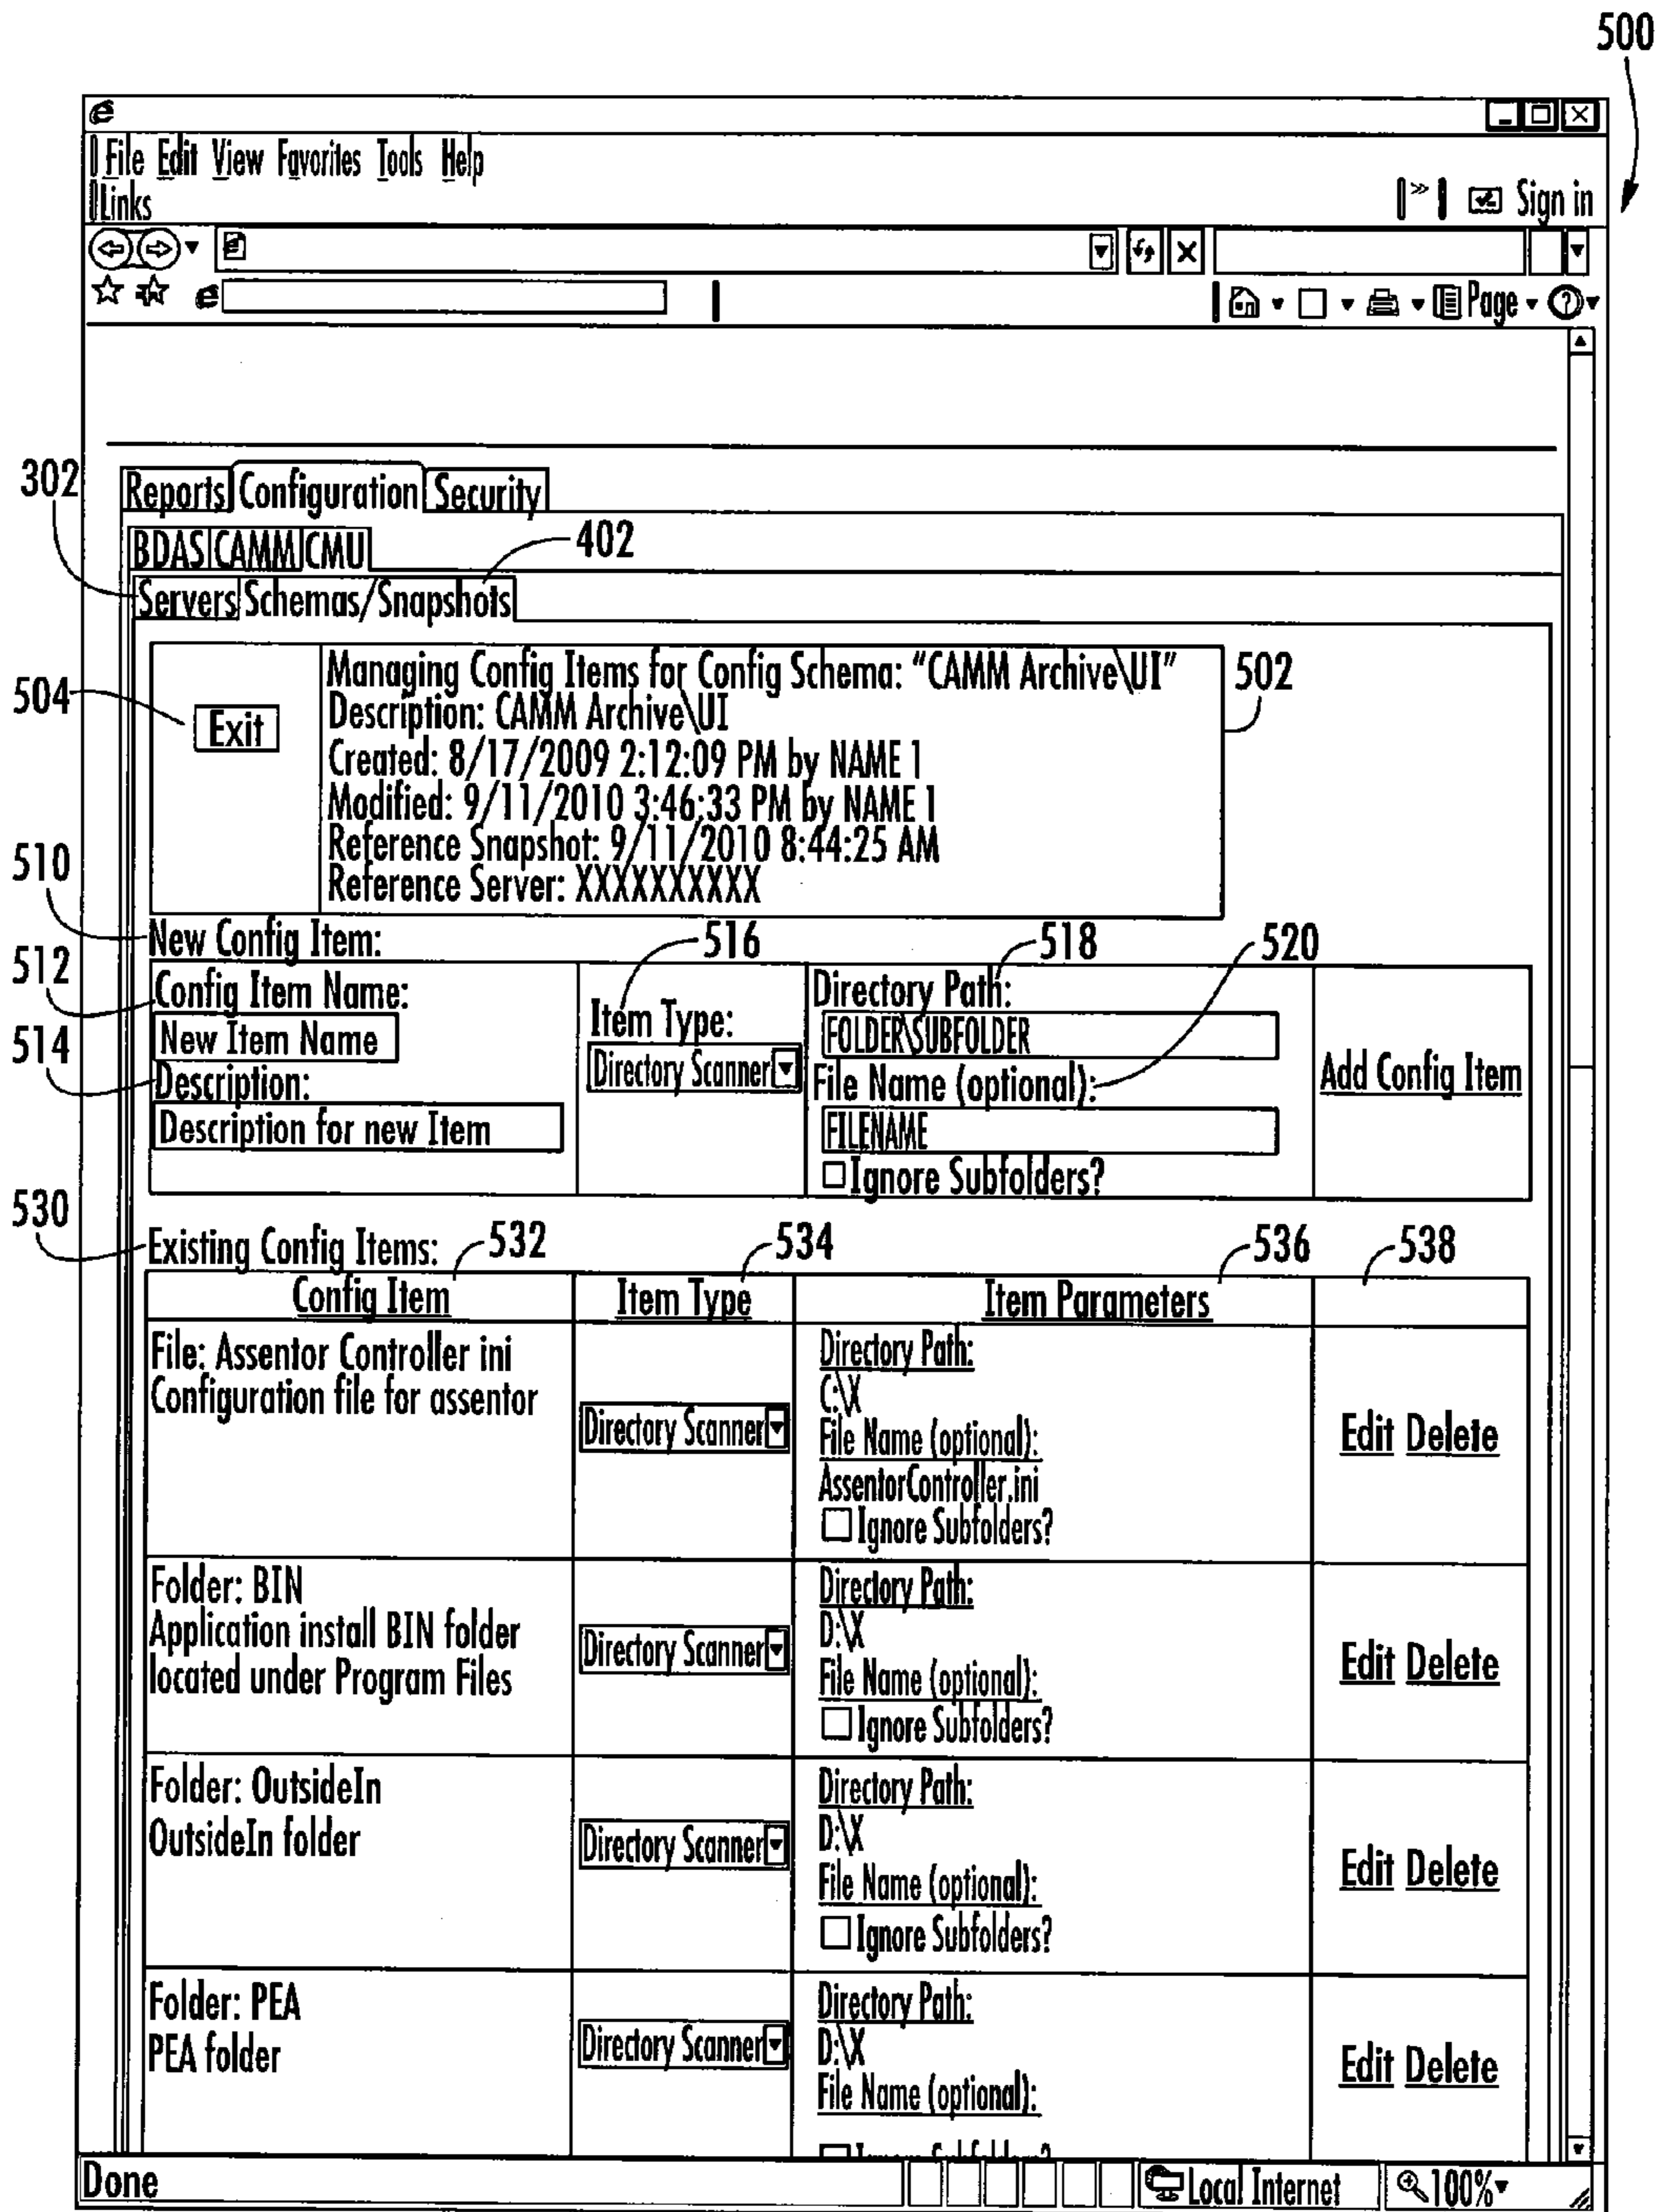 500
File Edit View Favorites Tools Help
Links
» Sign in
Page
302
Reports Configuration Security
BDAS CAMM CMU
402
Servers Schemas/Snapshots
504
Exit
Managing Config Items for Config Schema: “CAMM Archive\UI”
502
Description: CAMM Archive\UI
Created: 8/17/2009 2:12:09 PM by NAME 1
Modified: 9/11/2010 3:46:33 PM by NAME 1
Reference Snapshot: 9/11/2010 8:44:25 AM
Reference Server: XXXXXXXXXX
510
New Config Item:
516
518
520
512
Config Item Name:
New Item Name
514
Description:
Description for new Item
Item Type:
Directory Scanner
Directory Path:
FOLDER\SUBFOLDER
File Name (optional):
FILENAME
Ignore Subfolders?
Add Config Item
530
Existing Config Items:
532
534
536
538
Config Item
Item Type
Item Parameters
File: Assentor Controller ini
Configuration file for assentor
Directory Scanner
Directory Path:
C:\X
File Name (optional):
AssentorController.ini
Ignore Subfolders?
Edit Delete
Folder: BIN
Application install BIN folder
located under Program Files
Directory Scanner
Directory Path:
D:\X
File Name (optional):
Ignore Subfolders?
Edit Delete
Folder: OutsideIn
OutsideIn folder
Directory Scanner
Directory Path:
D:\X
File Name (optional):
Ignore Subfolders?
Edit Delete
Folder: PEA
PEA folder
Directory Scanner
Directory Path:
D:\X
File Name (optional):
Edit Delete
Done
Local Internet
100%